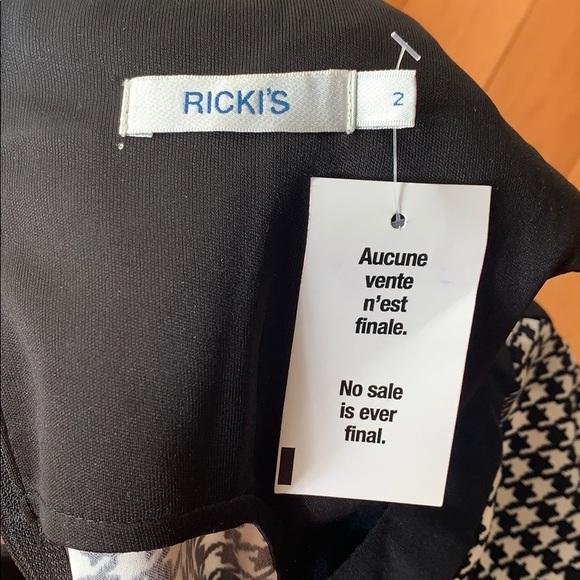 RICKI'S
2
Aucune
vente
n'est
finale.
No sale
is ever
final.